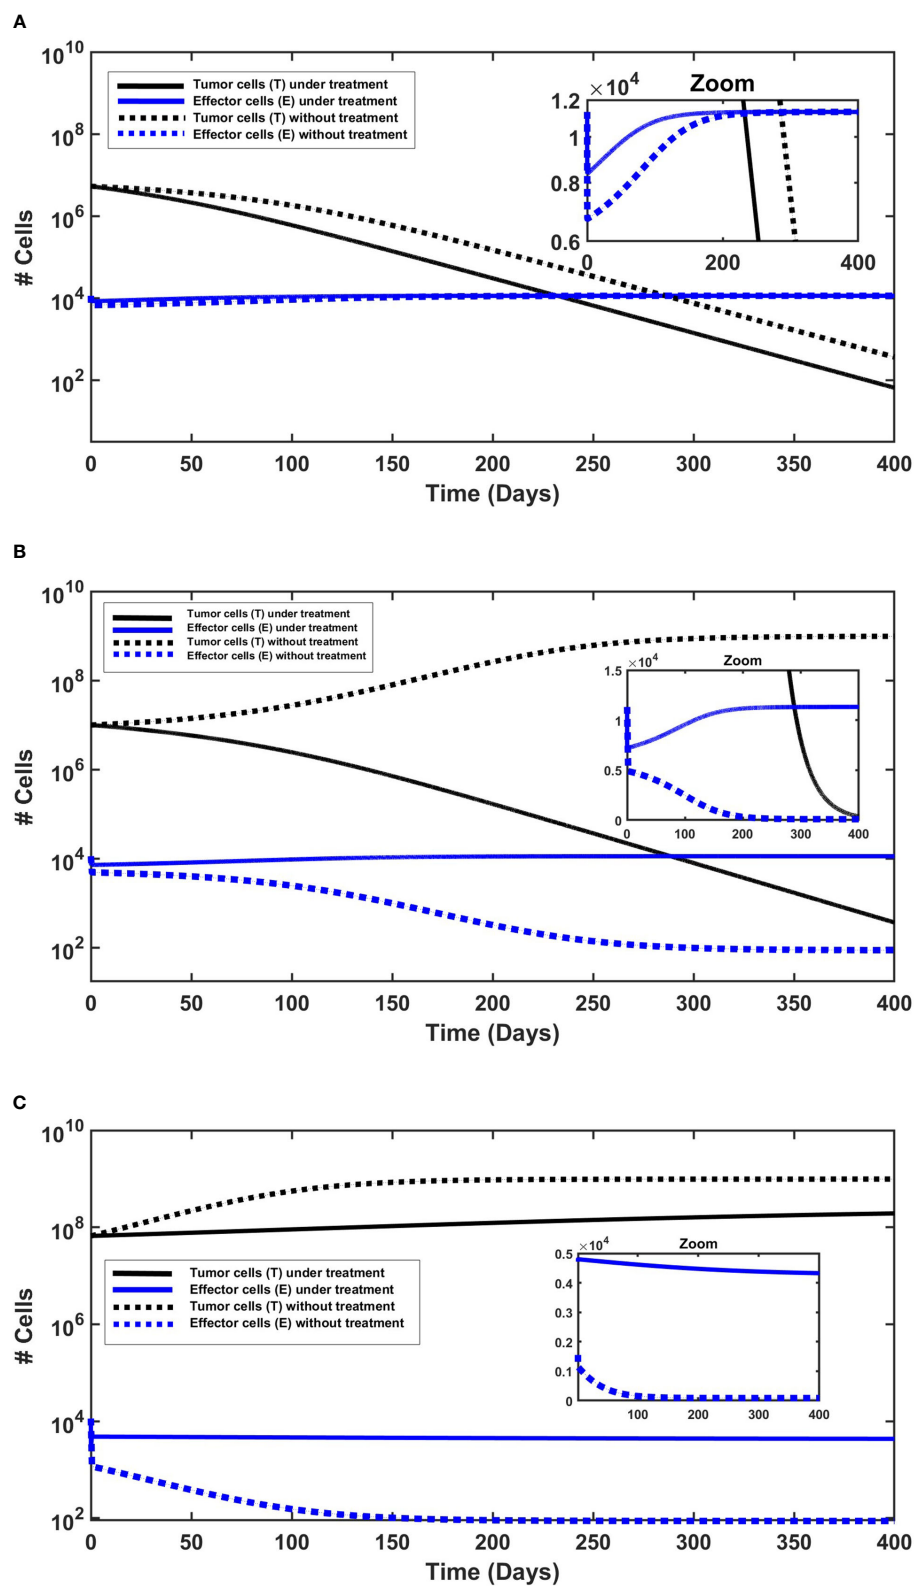 A
10^10
10^8
10^6
10^4
10^2
# Cells
Tumor cells (T) under treatment
Effector cells (E) under treatment
Tumor cells (T) without treatment
Effector cells (E) without treatment
Zoom
×10^4
1.2
1
0.8
0.6
0 200 400
0 50 100 150 200 250 300 350 400
Time (Days)
B
10^10
10^8
10^6
10^4
10^2
# Cells
Tumor cells (T) under treatment
Effector cells (E) under treatment
Tumor cells (T) without treatment
Effector cells (E) without treatment
Zoom
×10^4
1.5
1
0.5
0
0 100 200 300 400
0 50 100 150 200 250 300 350 400
Time (Days)
C
10^10
10^8
10^6
10^4
10^2
# Cells
Tumor cells (T) under treatment
Effector cells (E) under treatment
Tumor cells (T) without treatment
Effector cells (E) without treatment
Zoom
×10^4
0.5
0.4
0.3
0.2
0.1
0
100 200 300 400
0 50 100 150 200 250 300 350 400
Time (Days)